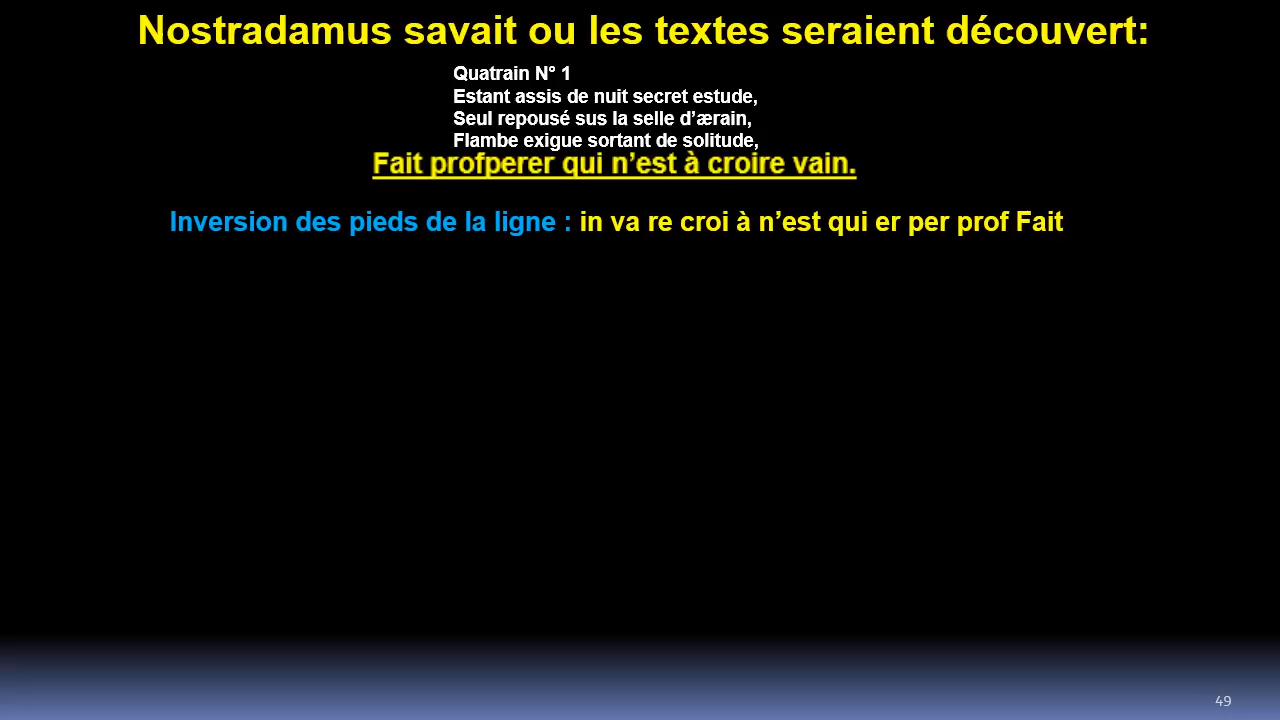 Nostradamus savait ou les textes seraient découvert:
Quatrain N° 1
Estant assis de nuit secret estude,
Seul repousé sus la selle d’ærain,
Flambe exigue sortant de solitude,
Fait profperer qui n’est à croire vain.
Inversion des pieds de la ligne : in va re croi à n’est qui er per prof Fait
49